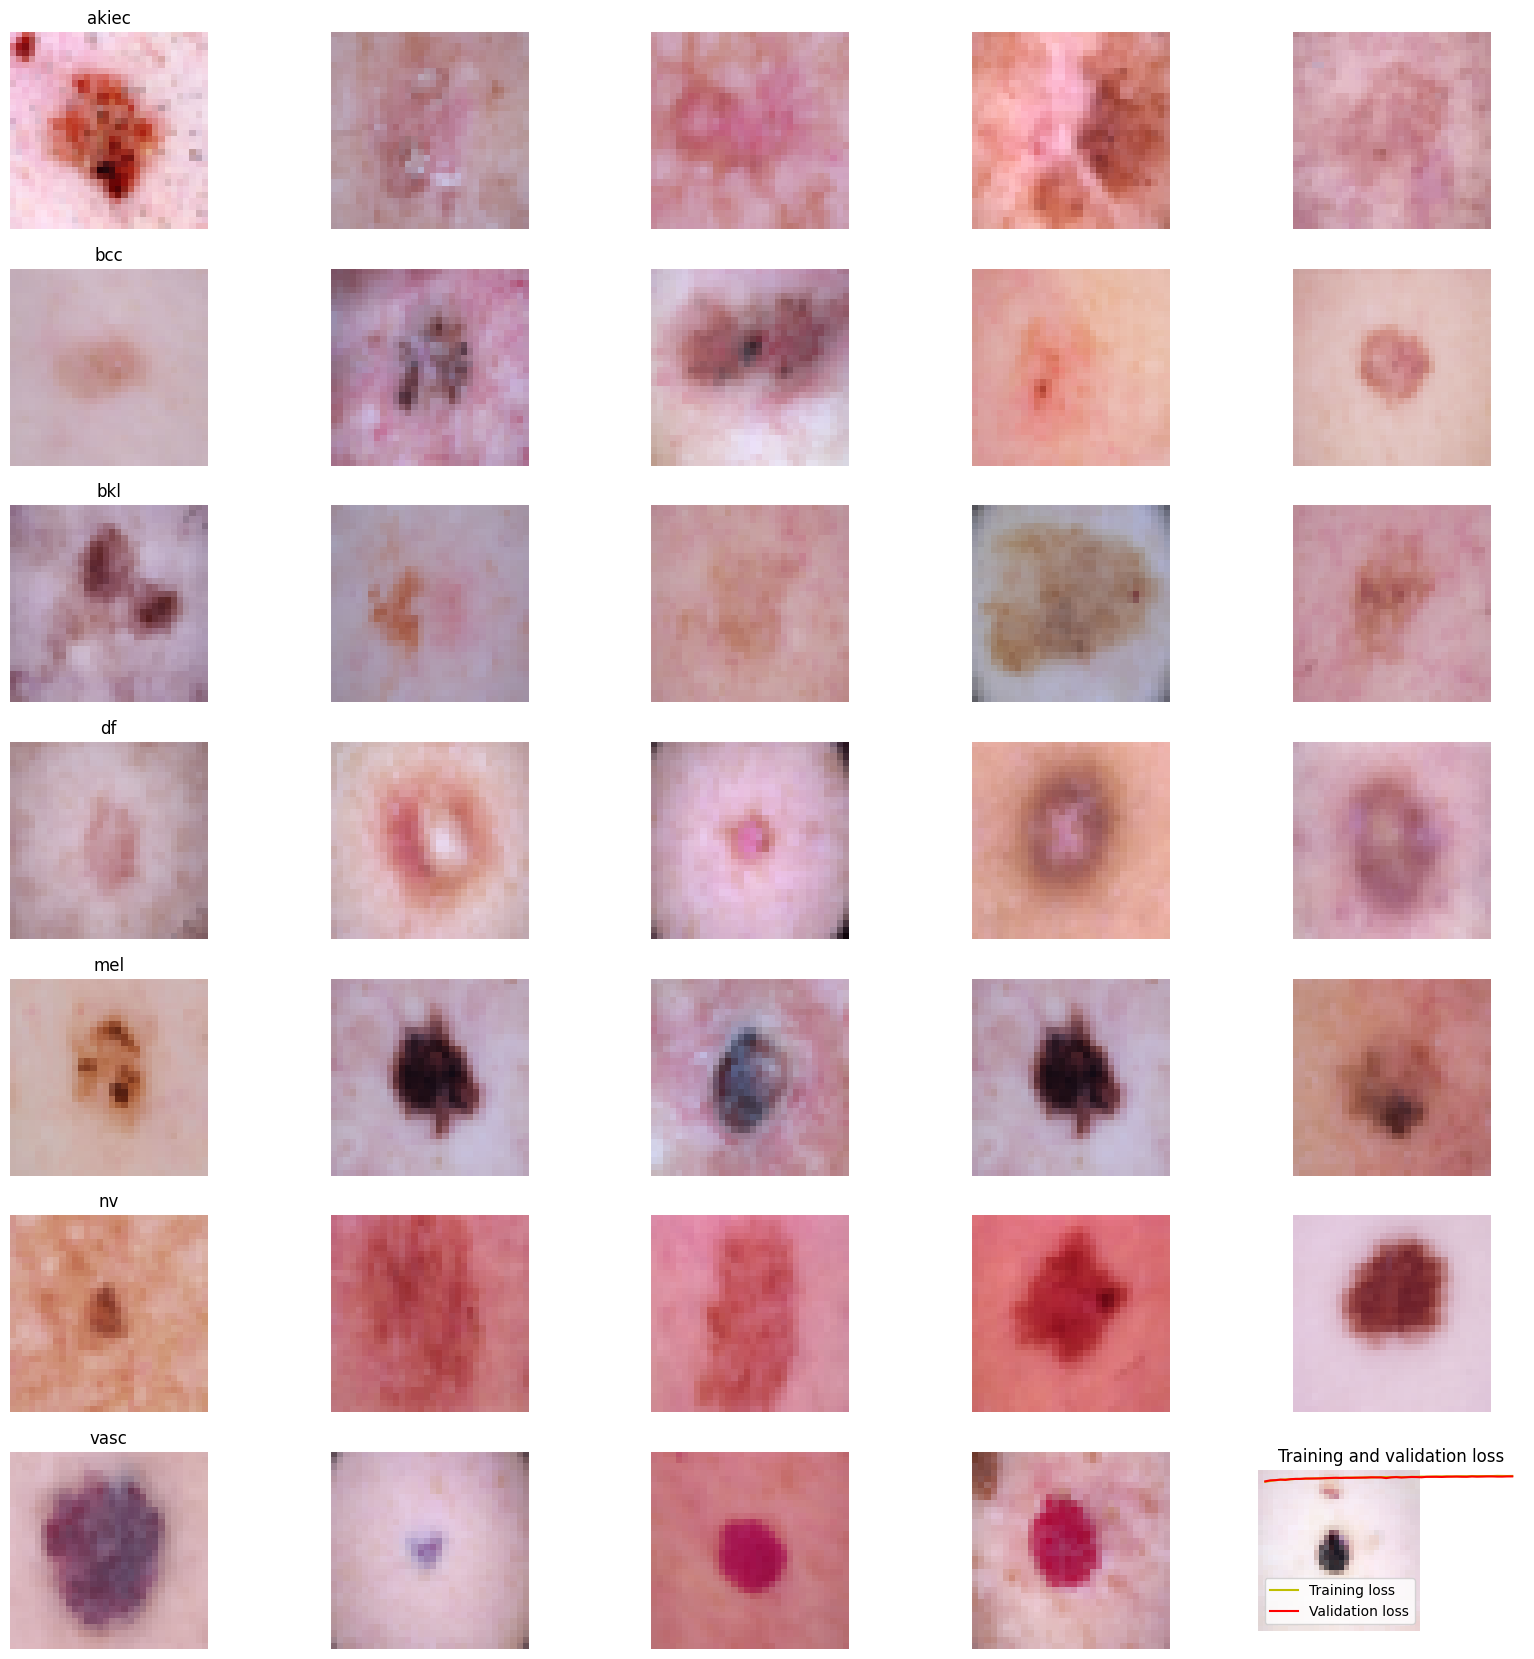 akiec
bcc
bkl
df
mel
nv
vasc
Training and validation loss
Training loss
Validation loss